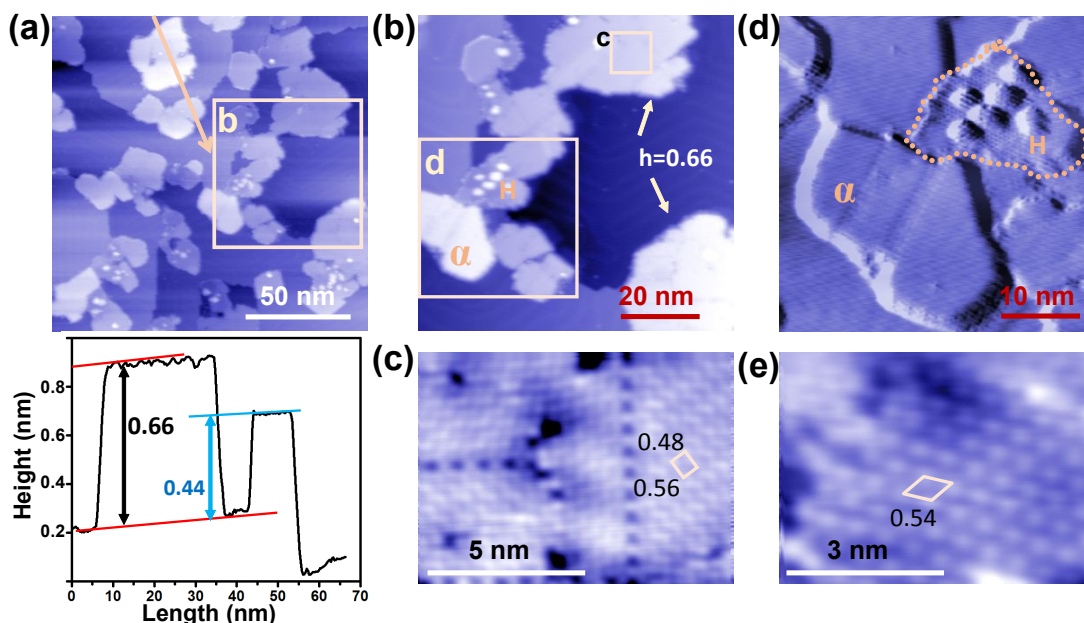 (a)
b
50 nm
(b)
c
d
h=0.66
H
α
20 nm
(d)
H
α
10 nm
Height (nm)
0.8
0.6
0.4
0.2
0.66
0.44
0 10 20 30 40 50 60 70
Length (nm)
(c)
0.48
0.56
5 nm
(e)
0.54
3 nm